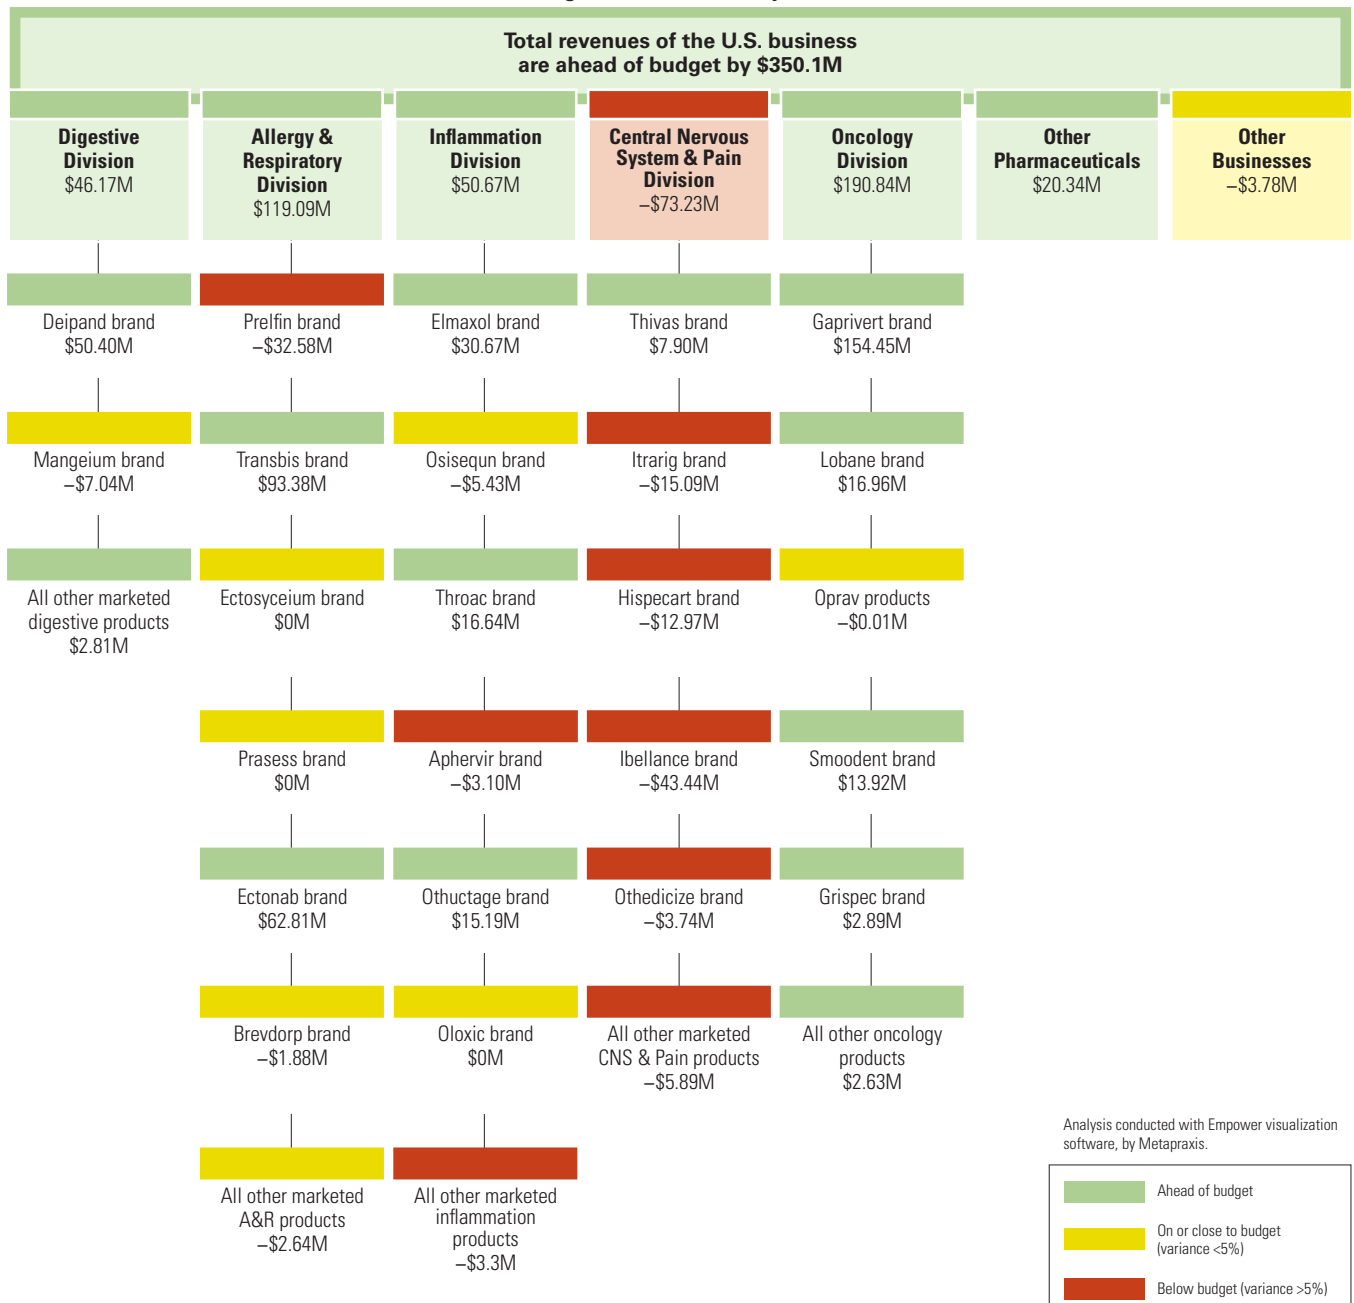 Total revenues of the U.S. business
are ahead of budget by $350.1M
Digestive
Division
$46.17M
Allergy &
Respiratory
Division
$119.09M
Inflammation
Division
$50.67M
Central Nervous
System & Pain
Division
–$73.23M
Oncology
Division
$190.84M
Other
Pharmaceuticals
$20.34M
Other
Businesses
–$3.78M
Deipand brand
$50.40M
Prelfin brand
–$32.58M
Elmaxol brand
$30.67M
Thivas brand
$7.90M
Gaprivert brand
$154.45M
Mangeium brand
–$7.04M
Transbis brand
$93.38M
Osisequn brand
–$5.43M
Itrarig brand
–$15.09M
Lobane brand
$16.96M
All other marketed
digestive products
$2.81M
Ectosyceium brand
$0M
Throac brand
$16.64M
Hispecart brand
–$12.97M
Oprav products
–$0.01M
Prasess brand
$0M
Aphervir brand
–$3.10M
Ibellance brand
–$43.44M
Smoodent brand
$13.92M
Ectonab brand
$62.81M
Othuctage brand
$15.19M
Othedicize brand
–$3.74M
Grispec brand
$2.89M
Brevdorp brand
–$1.88M
Oloxic brand
$0M
All other marketed
CNS & Pain products
–$5.89M
All other oncology
products
$2.63M
All other marketed
A&R products
–$2.64M
All other marketed
inflammation
products
–$3.3M
Analysis conducted with Empower visualization
software, by Metapraxis.
Ahead of budget
On or close to budget
(variance <5%)
Below budget (variance >5%)